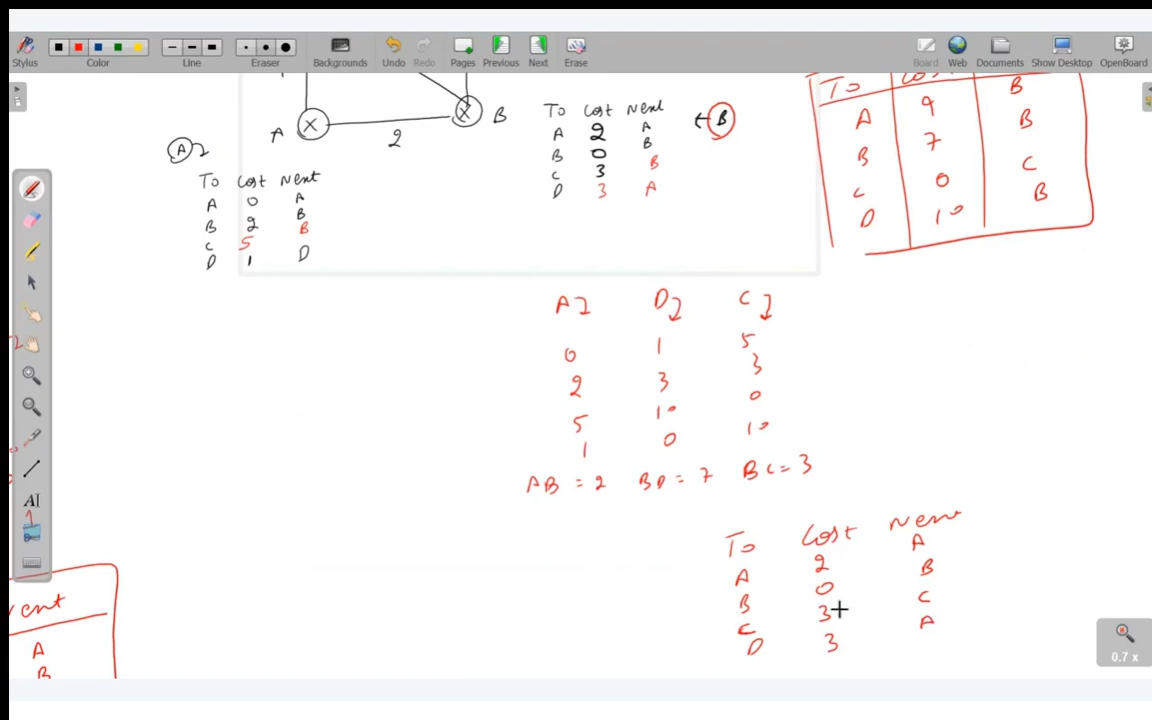 Stylus Color Line Eraser Backgrounds Undo Redo Pages Previous Next Erase Board Web Documents Show Desktop OpenBoard
A 2 B
A
To Cost Next
A 0 A
B 2 B
C 5 B
D 1 D
To Cost Next
A 2 A
B 0 B
C 3 B
D 3 A
← B
To Cost B
A 9 B
B 7 C
C 0 B
D 10
A D C
0 1 5
2 3 3
5 10 0
1 0 10
AB = 2 BD = 7 BC = 3
To Cost Next
A 2 A
B 0 B
C 3 C
D 3 A
A
B
AI
0.7 x